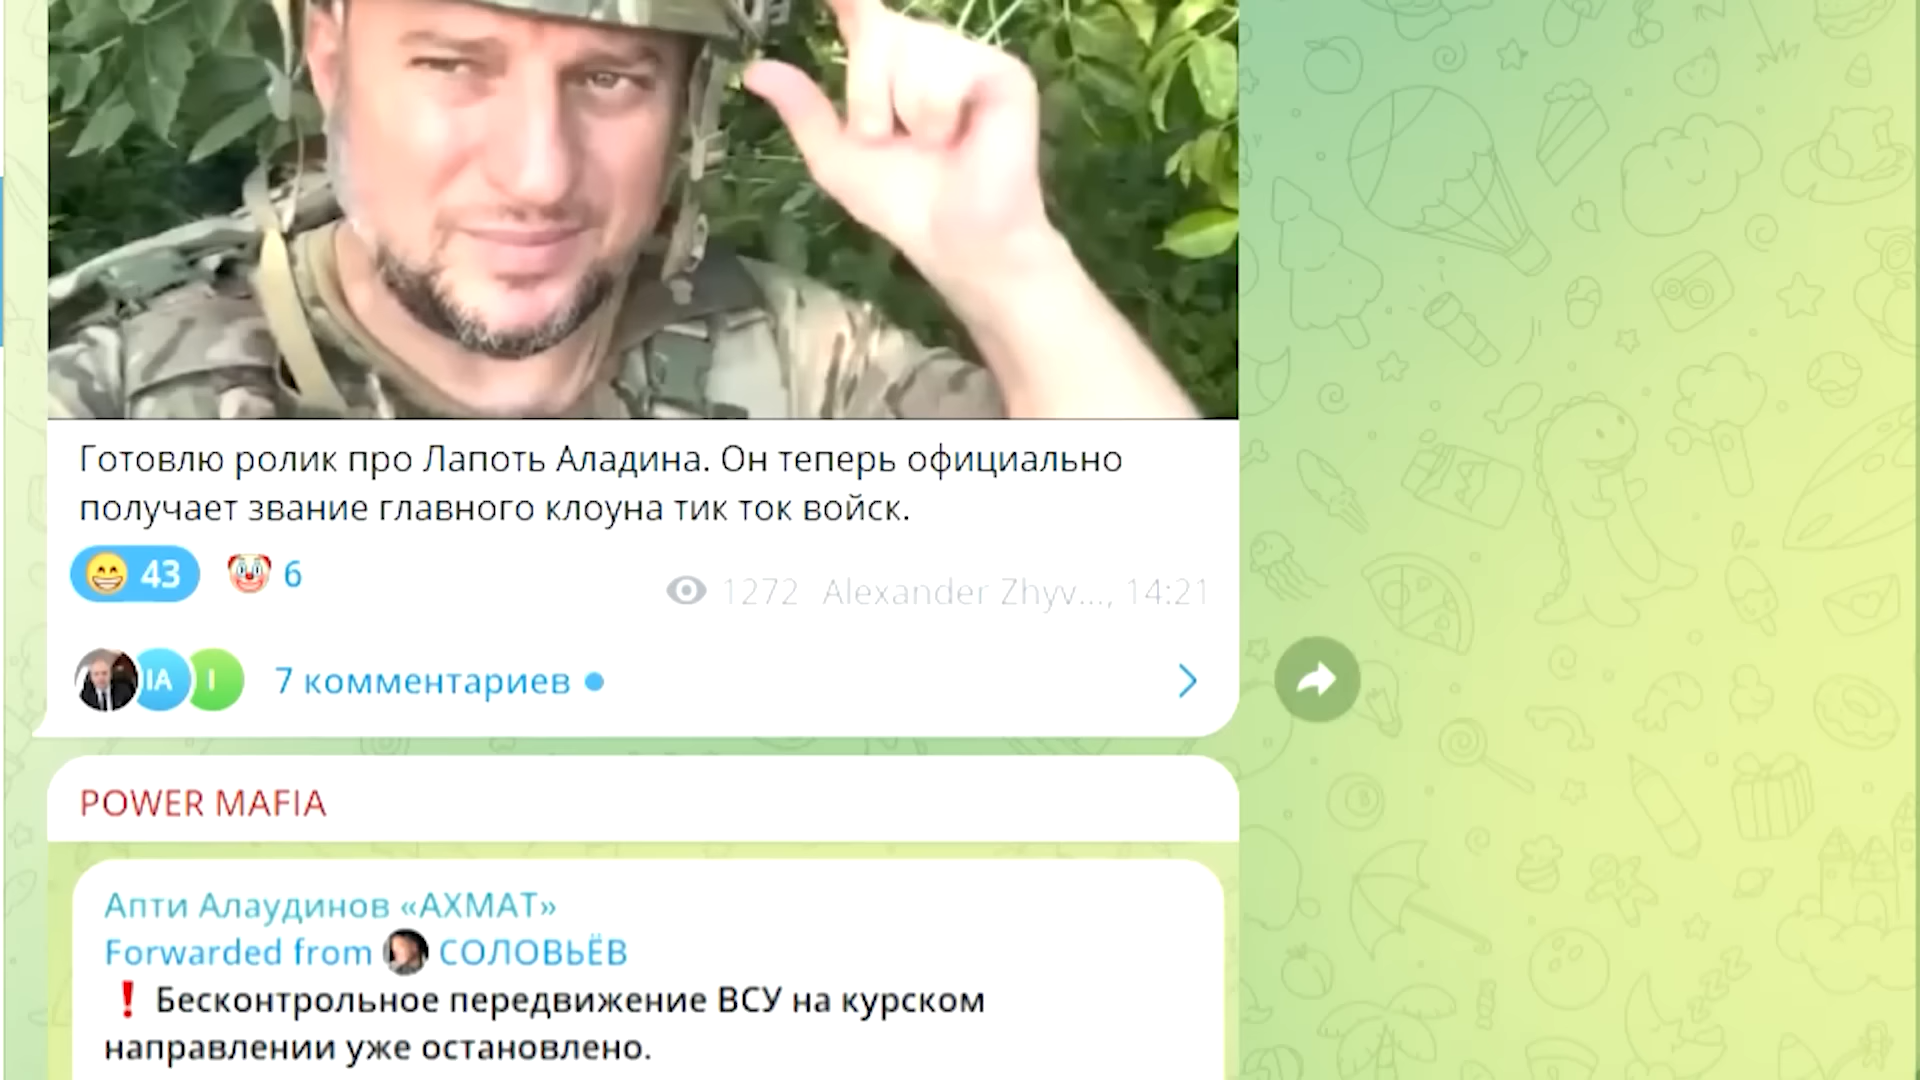 Готовлю ролик про Лапоть Аладина. Он теперь официально
получает звание главного клоуна тик ток войск.
43 6
1272 Alexander Zhyv..., 14:21
IA I 7 комментариев
POWER MAFIA
Апти Алаудинов «АХМАТ»
Forwarded from СОЛОВЬЁВ
❗ Бесконтрольное передвижение ВСУ на курском
направлении уже остановлено.